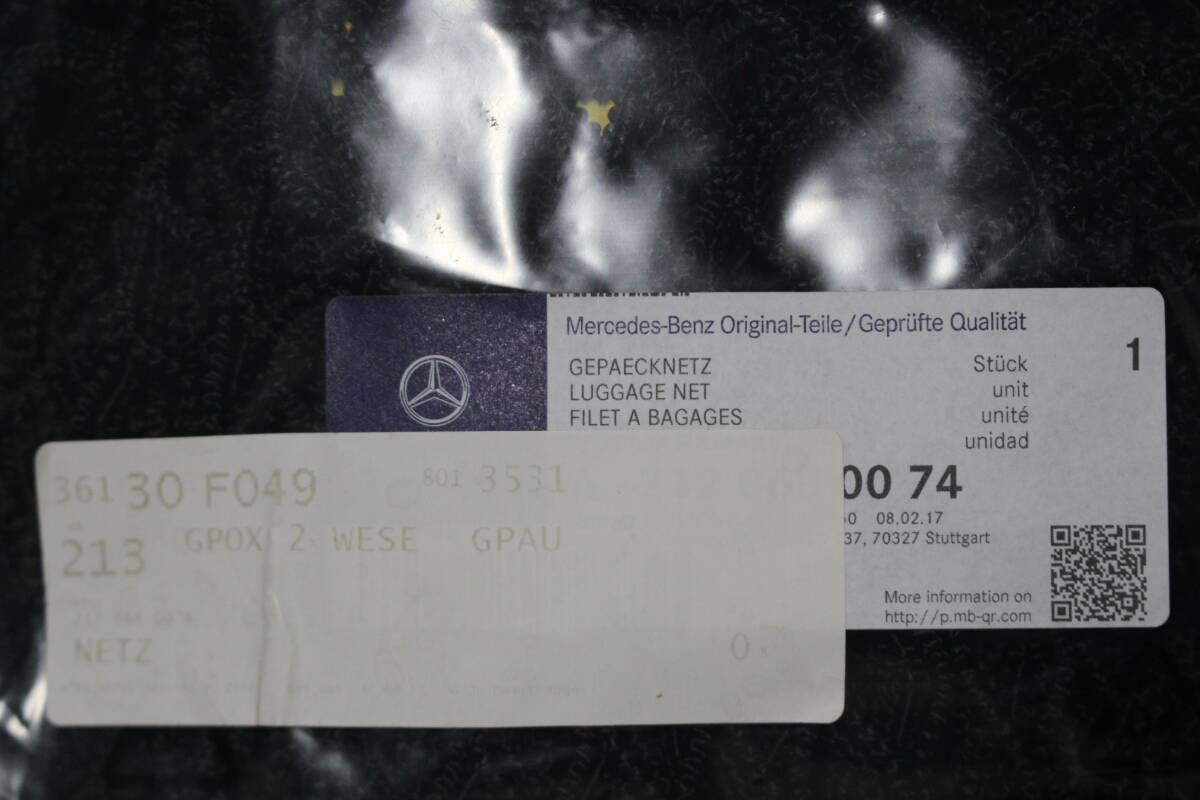 Mercedes-Benz Original-Teile/Geprüfte Qualität
1
GEPAECKNETZ Stück
LUGGAGE NET unit
FILET A BAGAGES unité
unidad
00 74
08.02.17
37, 70327 Stuttgart
More information on
http://p.mb-qr.com
361 30 F049 801 3531
213 GPOX 2 WESE GPAU
NETZ 0